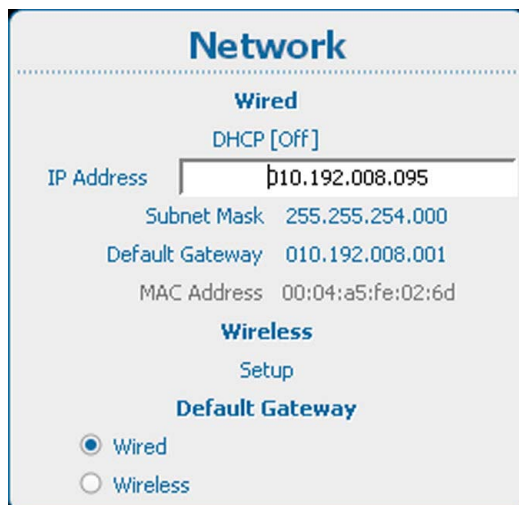 Network
Wired
DHCP [Off]
IP Address 010.192.008.095
Subnet Mask 255.255.254.000
Default Gateway 010.192.008.001
MAC Address 00:04:a5:fe:02:6d
Wireless
Setup
Default Gateway
Wired
Wireless